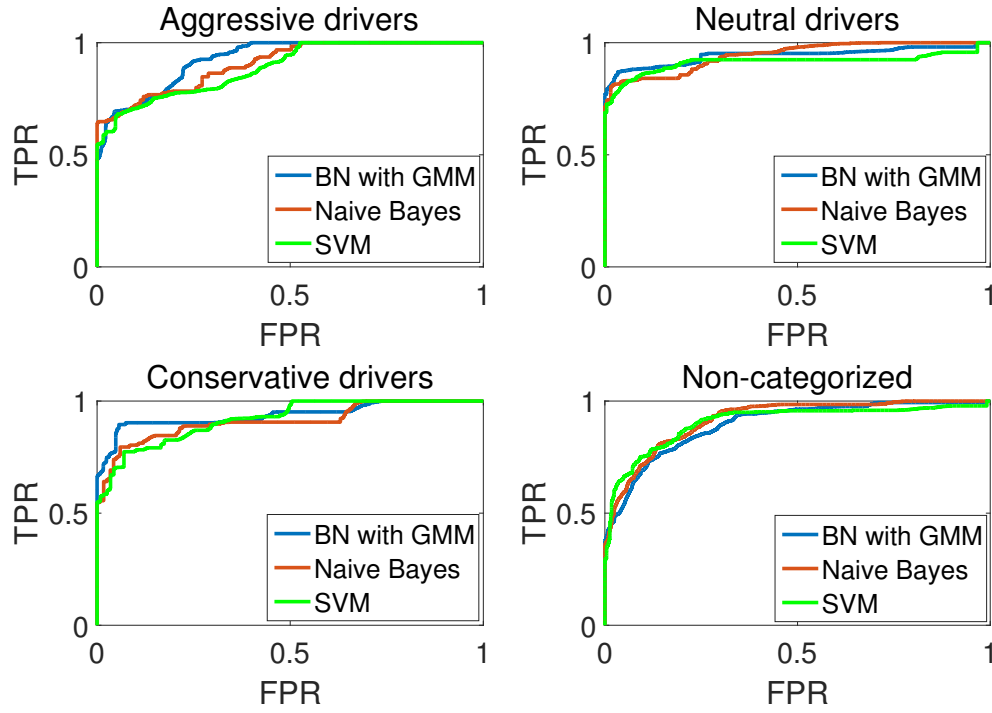 Aggressive drivers
1
0.5
0
TPR
BN with GMM
Naive Bayes
SVM
0 0.5 1
FPR
Neutral drivers
1
0.5
0
TPR
BN with GMM
Naive Bayes
SVM
0 0.5 1
FPR
Conservative drivers
1
0.5
0
TPR
BN with GMM
Naive Bayes
SVM
0 0.5 1
FPR
Non-categorized
1
0.5
0
TPR
BN with GMM
Naive Bayes
SVM
0 0.5 1
FPR